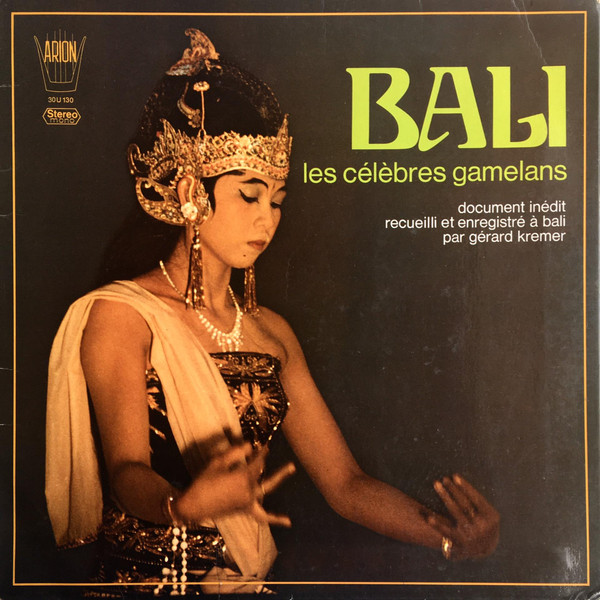 ARION
30 U 130
Stereo
mono
BALI
les célèbres gamelans
document inédit
recueilli et enregistré à bali
par gérard kremer